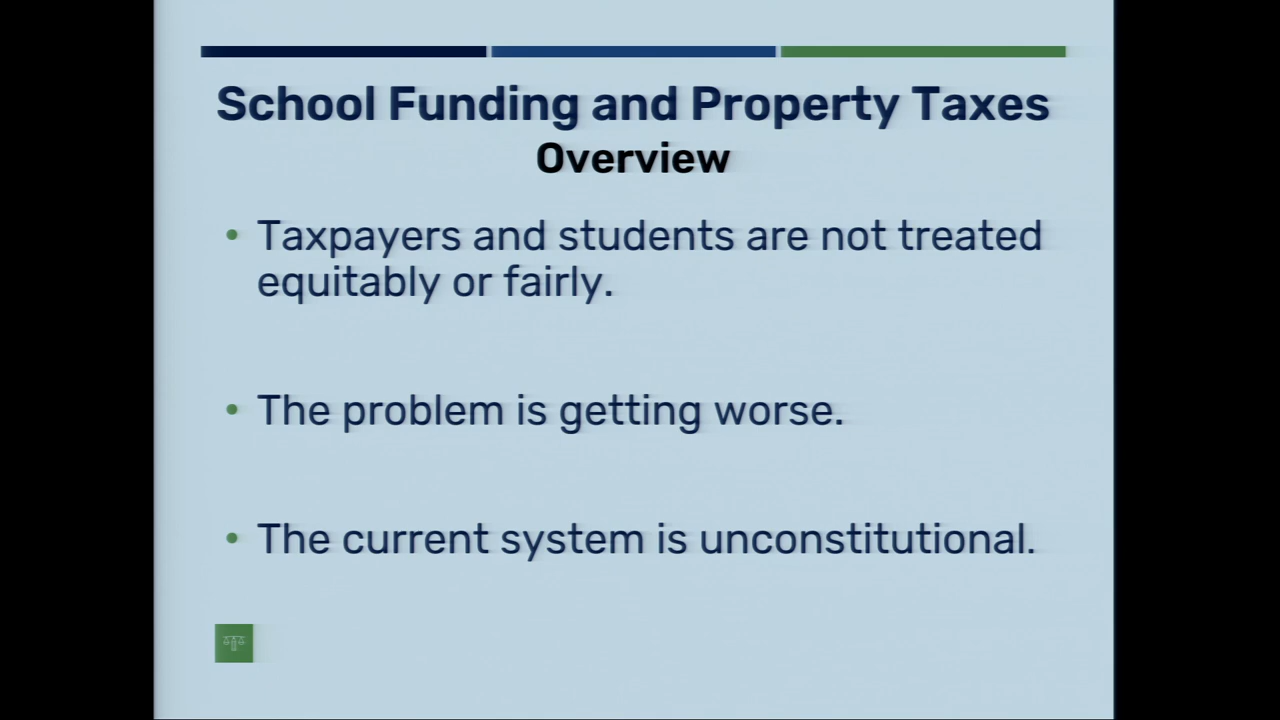 School Funding and Property Taxes
Overview
• Taxpayers and students are not treated
equitably or fairly.
• The problem is getting worse.
• The current system is unconstitutional.